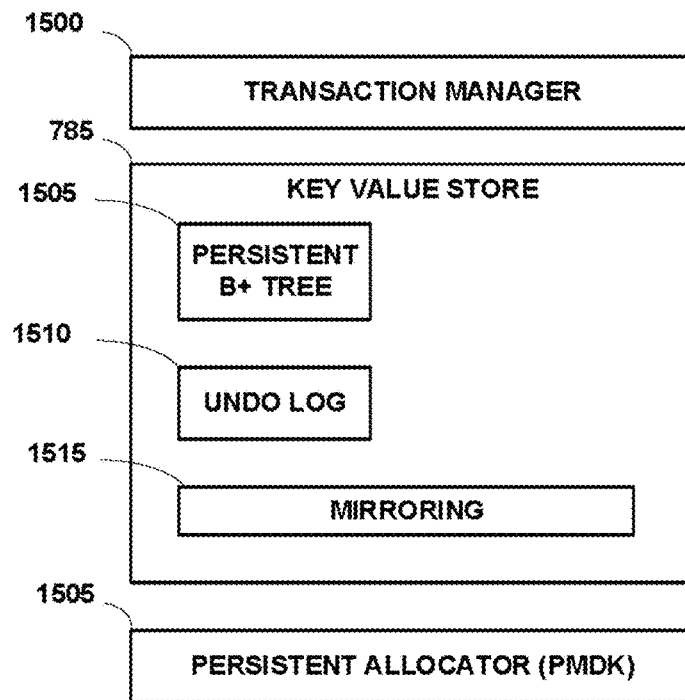 1500
TRANSACTION MANAGER
785
KEY VALUE STORE
1505
PERSISTENT
B+ TREE
1510
UNDO LOG
1515
MIRRORING
1505
PERSISTENT ALLOCATOR (PMDK)